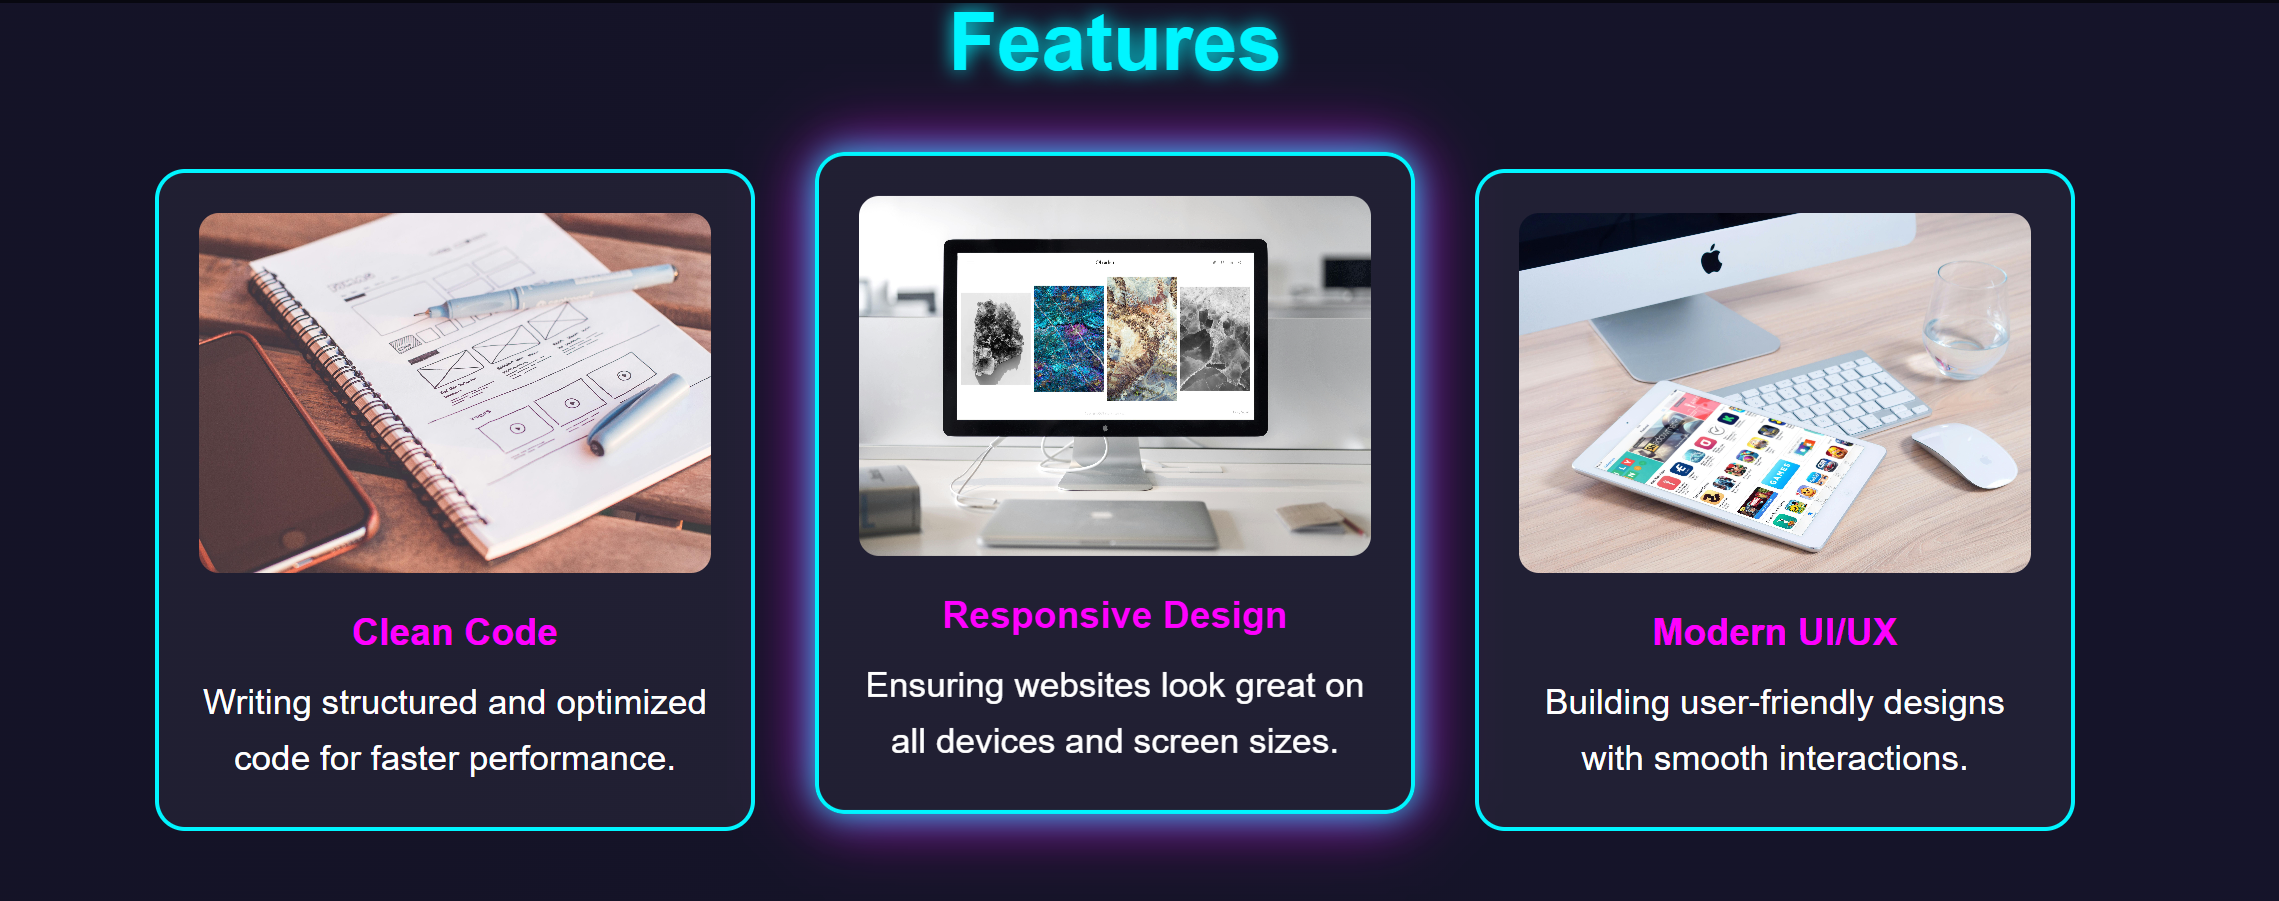 Features
Clean Code
Writing structured and optimized
code for faster performance.
Responsive Design
Ensuring websites look great on
all devices and screen sizes.
Modern UI/UX
Building user-friendly designs
with smooth interactions.
GAMES